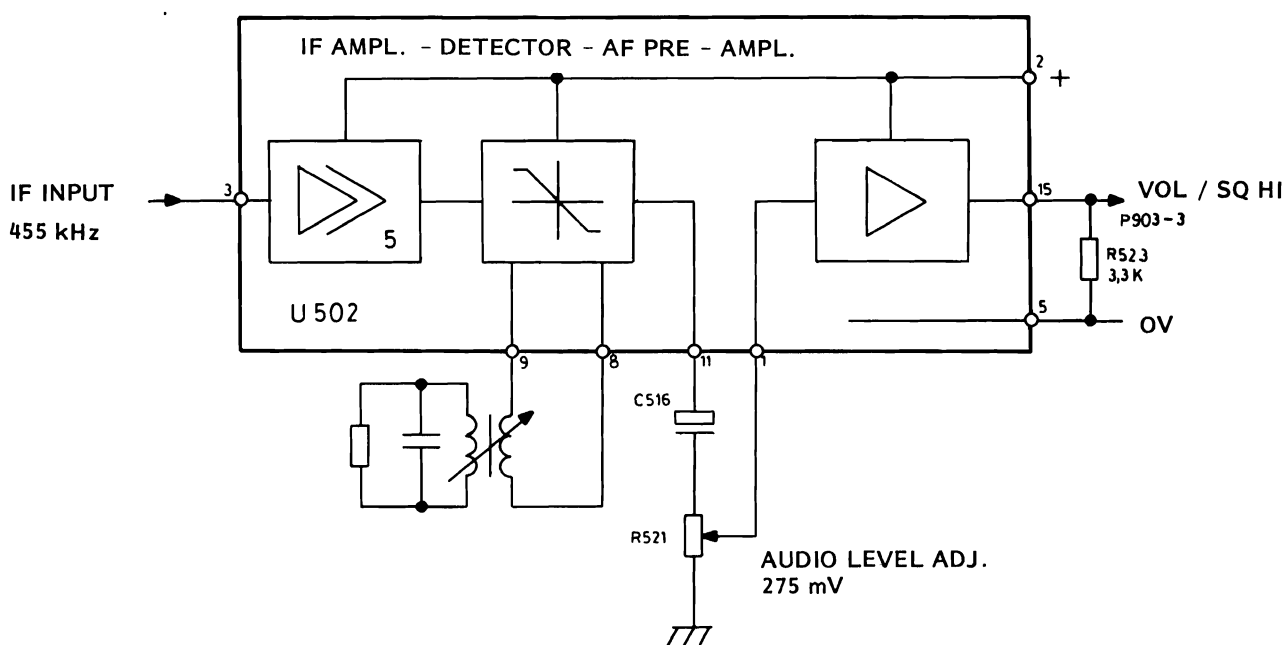 IF AMPL. - DETECTOR - AF PRE - AMPL.
2
+
IF INPUT
455 kHz
3
5
15
VOL / SQ HI
P903-3
R523
3,3K
U502
5
0V
9
8
11
1
C516
R521
AUDIO LEVEL ADJ.
275 mV